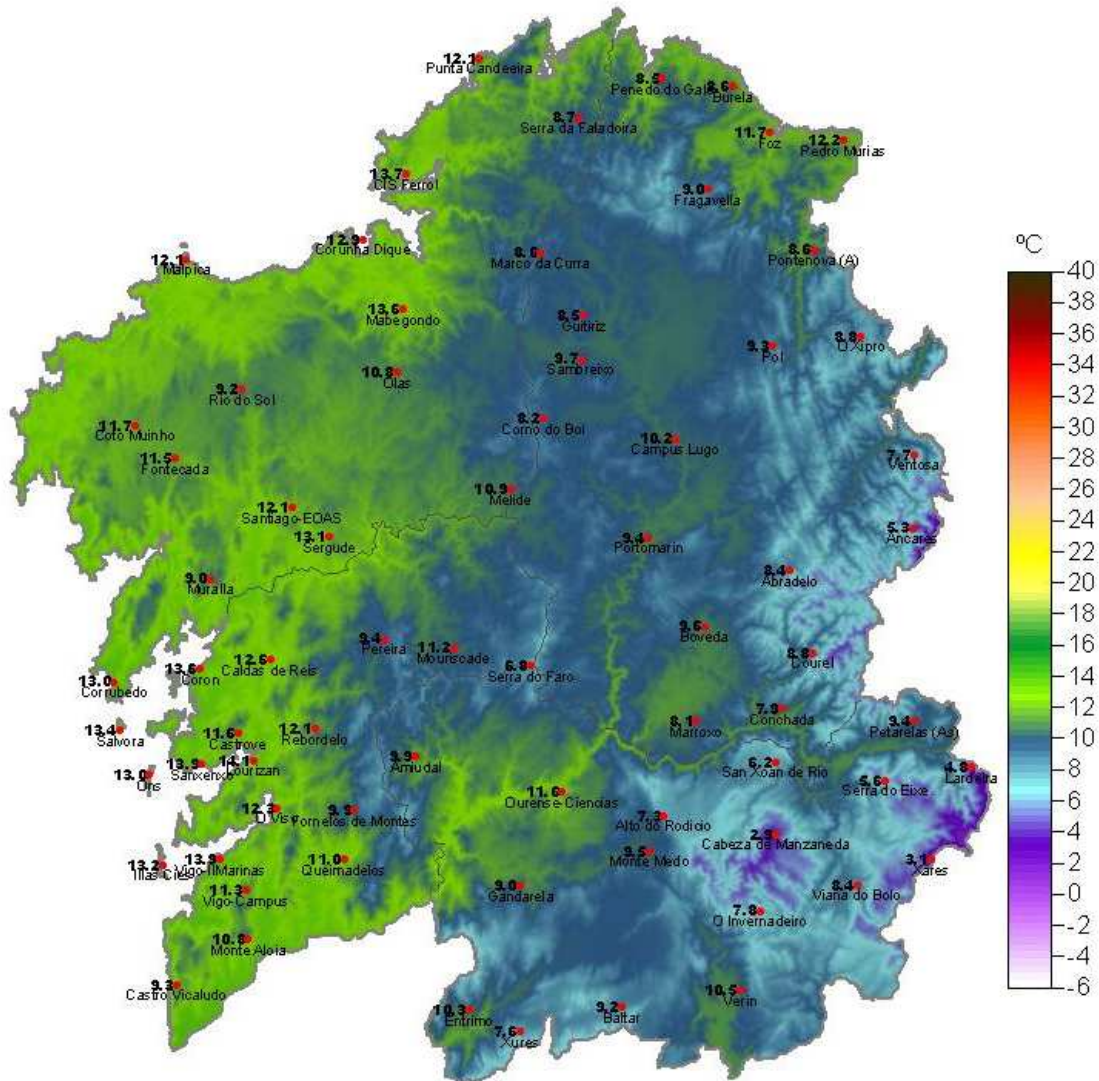 12.1
Punta Candeeira
8.5
Penedo do Galo
8.6
Burela
8.7
Serra da Faladoira
11.7
Foz
12.2
Pedro Murias
13.7
CIS Ferrol
9.0
Fragavella
12.9
Corunha Dique
12.1
Malpica
Marco da Curra
8.6
Pontenova (A)
ºC
40
38
36
34
32
30
28
26
24
22
20
18
16
14
12
10
8
6
4
2
0
-2
-4
-6
13.6
Mabegondo
8.5
Guitiriz
9.3
Pol
8.8
O Xipro
9.7
Sambreixo
10.8
Olas
9.2
Rio do Sol
8.2
Corno do Boi
11.7
Coto Muinho
10.2
Campus Lugo
11.5
Fontecada
7.7
Ventosa
10.9
Melide
12.1
Santiago-EOAS
5.3
Ancares
13.1
Sergude
9.4
Portomarin
8.4
Abradelo
9.0
Muralla
9.6
Boveda
9.4
Pereira
11.2
Mouriscade
6.8
Serra do Faro
8.8
Courel
12.6
Caldas de Reis
13.6
Coron
13.0
Corrubedo
7.9
Conchada
8.1
Marroxo
9.4
Petarelas (As)
13.4
Salvora
11.6
Castrove
12.1
Rebordelo
9.9
Amiudal
6.2
San Xoan de Rio
4.8
Lardeira
14.1
Lourizan
13.9
Sanxenxo
13.0
Ons
5.6
Serra do Eixe
11.6
Ourense-Ciencias
12.3
O Viso
9.9
Fornelos de Montes
7.3
Alto do Rodicio
2.9
Cabeza de Manzaneda
9.5
Monte Medo
13.2
Illas Cies
13.9
Vigo-IIMarinas
11.0
Queimadelos
3.1
Xares
11.3
Vigo-Campus
9.0
Gandarela
8.4
Viana do Bolo
7.8
O Invernadeiro
10.8
Monte Aloia
9.3
Castro Vicaludo
10.5
Verin
10.3
Entrimo
9.2
Baltar
7.6
Xures